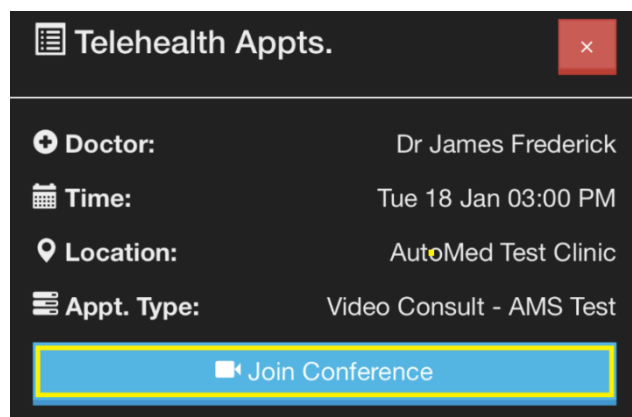 Telehealth Appts.
×
Doctor: Dr James Frederick
Time: Tue 18 Jan 03:00 PM
Location: AutoMed Test Clinic
Appt. Type: Video Consult - AMS Test
Join Conference